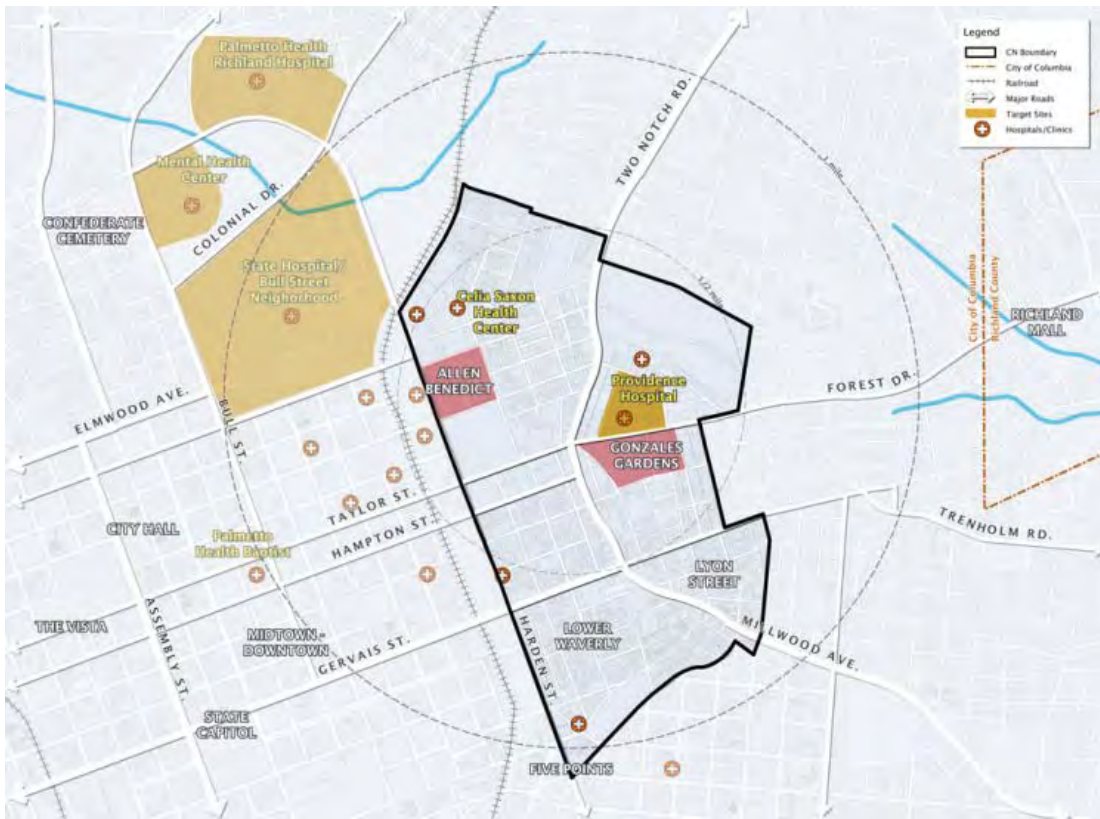 Palmetto Health
Richland Hospital
Mental Health
Center
COLONIAL DR.
CONFEDERATE
CEMETERY
State Hospital/
Bull Street
Neighorhood
TWO NOTCH RD.
Legend
CN Boundary
City of Columbia
Railroad
Major Roads
Target Sites
Hospitals/Clinics
1 mile
1/2 mile
City of Columbia
Richland County
RICHLAND
MALL
Celia Saxon
Health
Center
ALLEN
BENEDICT
Providence
Hospital
FOREST DR.
GONZALES
GARDENS
ELMWOOD AVE.
BULL ST.
TAYLOR ST.
HAMPTON ST.
CITY HALL
Palmetto
Health Baptist
TRENHOLM RD.
LYON
STREET
THE VISTA
ASSEMBLY ST.
MIDTOWN -
DOWNTOWN
GERVAIS ST.
HARDEN ST.
LOWER
WAVERLY
MILLWOOD AVE.
STATE
CAPITOL
FIVE POINTS